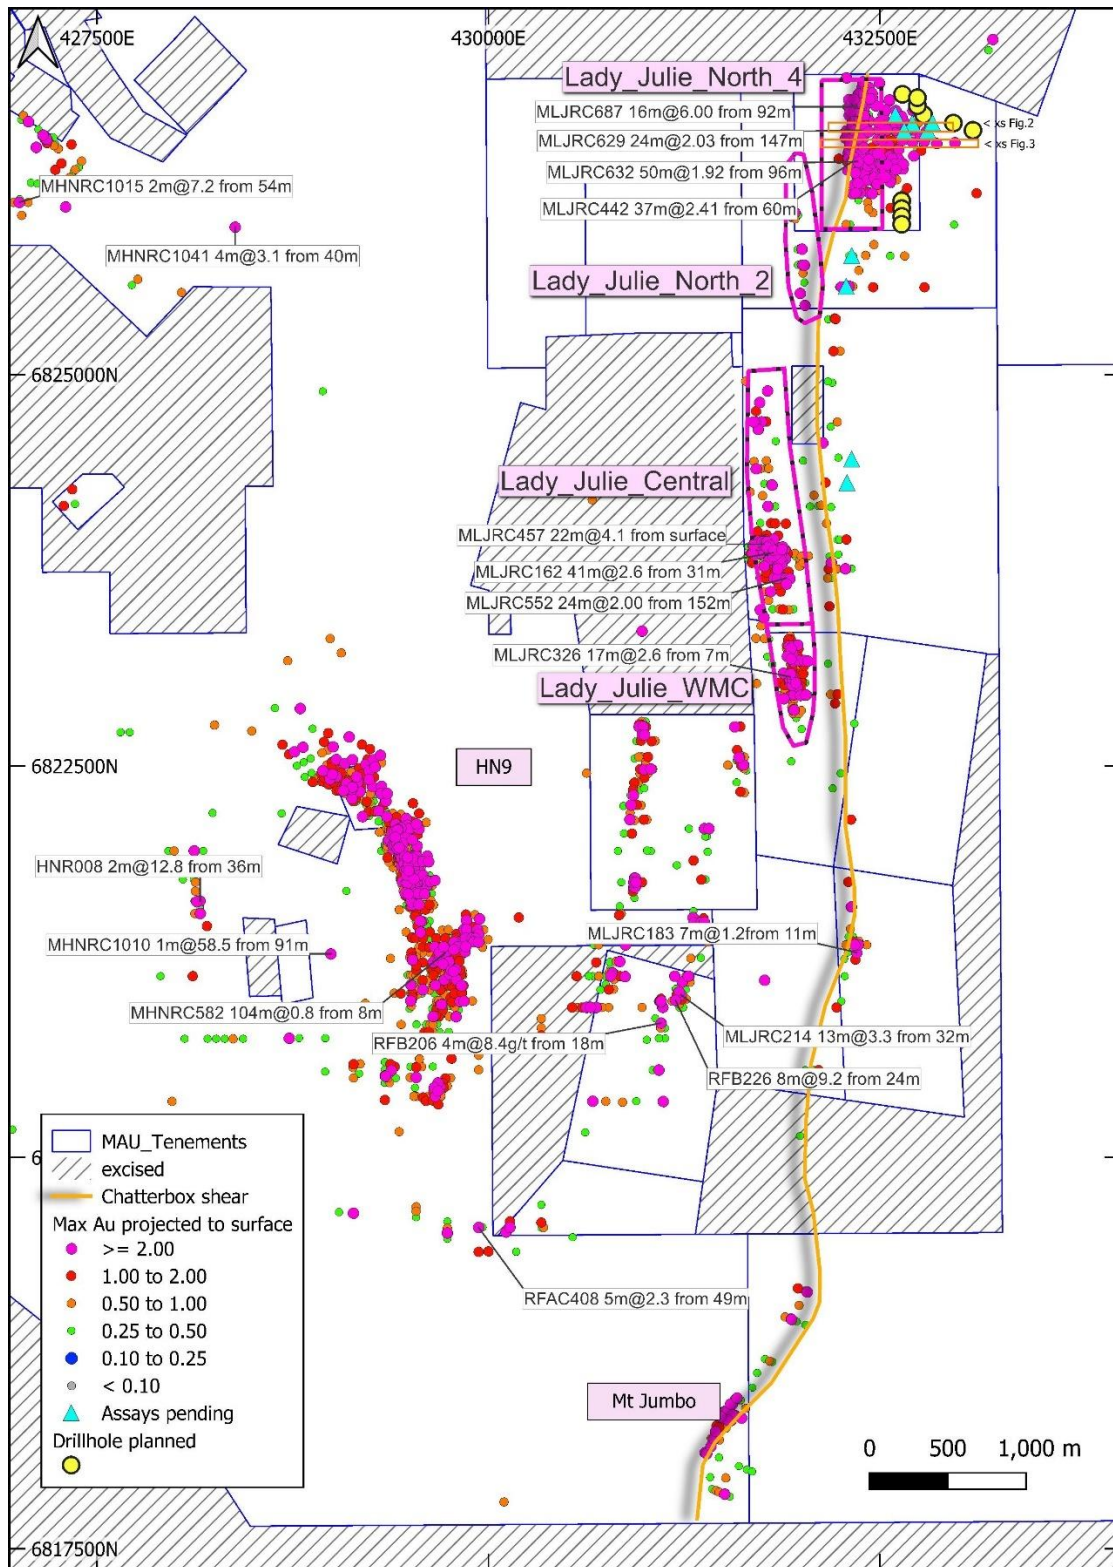 427500E
430000E
432500E
Lady_Julie_North_4
MLJRC687 16m@6.00 from 92m
MLJRC629 24m@2.03 from 147m
< xs Fig.2
< xs Fig.3
MLJRC632 50m@1.92 from 96m
MHNRC1015 2m@7.2 from 54m
MLJRC442 37m@2.41 from 60m
MHNRC1041 4m@3.1 from 40m
Lady_Julie_North_2
6825000N
Lady_Julie_Central
MLJRC457 22m@4.1 from surface
MLJRC162 41m@2.6 from 31m
MLJRC552 24m@2.00 from 152m
MLJRC326 17m@2.6 from 7m
Lady_Julie_WMC
6822500N
HN9
HNR008 2m@12.8 from 36m
MLJRC183 7m@1.2from 11m
MHNRC1010 1m@58.5 from 91m
MHNRC582 104m@0.8 from 8m
RFB206 4m@8.4g/t from 18m
MLJRC214 13m@3.3 from 32m
RFB226 8m@9.2 from 24m
MAU_Tenements
excised
Chatterbox shear
Max Au projected to surface
>= 2.00
1.00 to 2.00
0.50 to 1.00
0.25 to 0.50
0.10 to 0.25
< 0.10
Assays pending
Drillhole planned
RFAC408 5m@2.3 from 49m
Mt Jumbo
0 500 1,000 m
6817500N